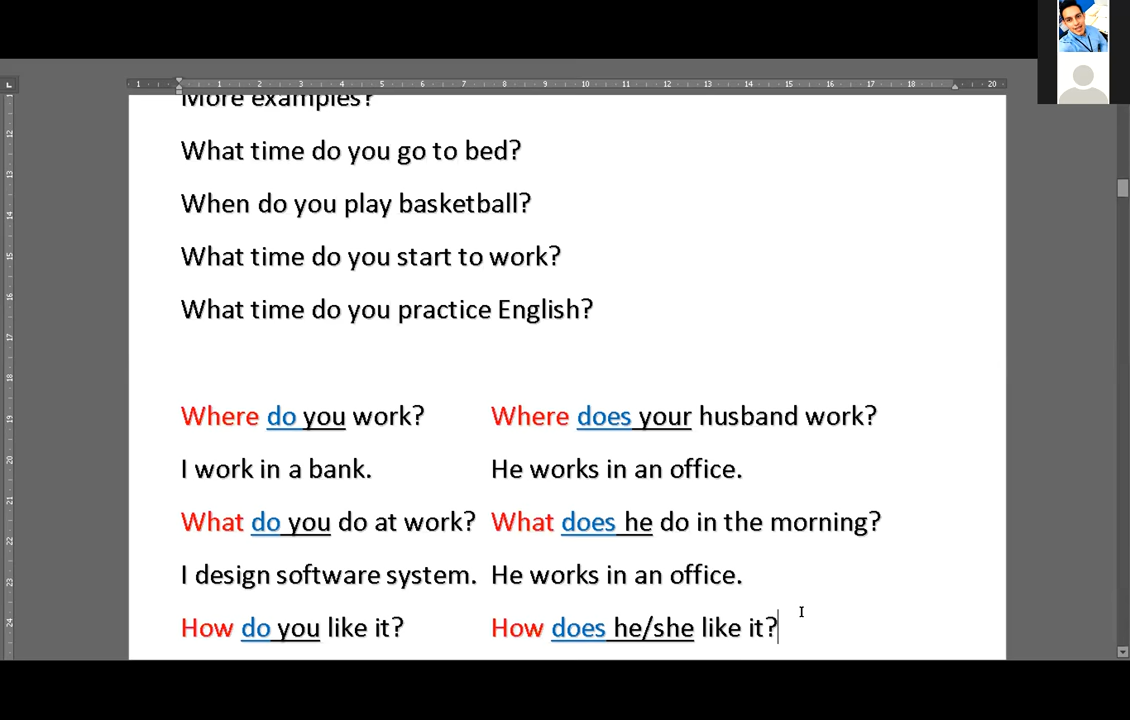 More examples?
What time do you go to bed?
When do you play basketball?
What time do you start to work?
What time do you practice English?
Where do you work? Where does your husband work?
I work in a bank. He works in an office.
What do you do at work? What does he do in the morning?
I design software system. He works in an office.
How do you like it? How does he/she like it?